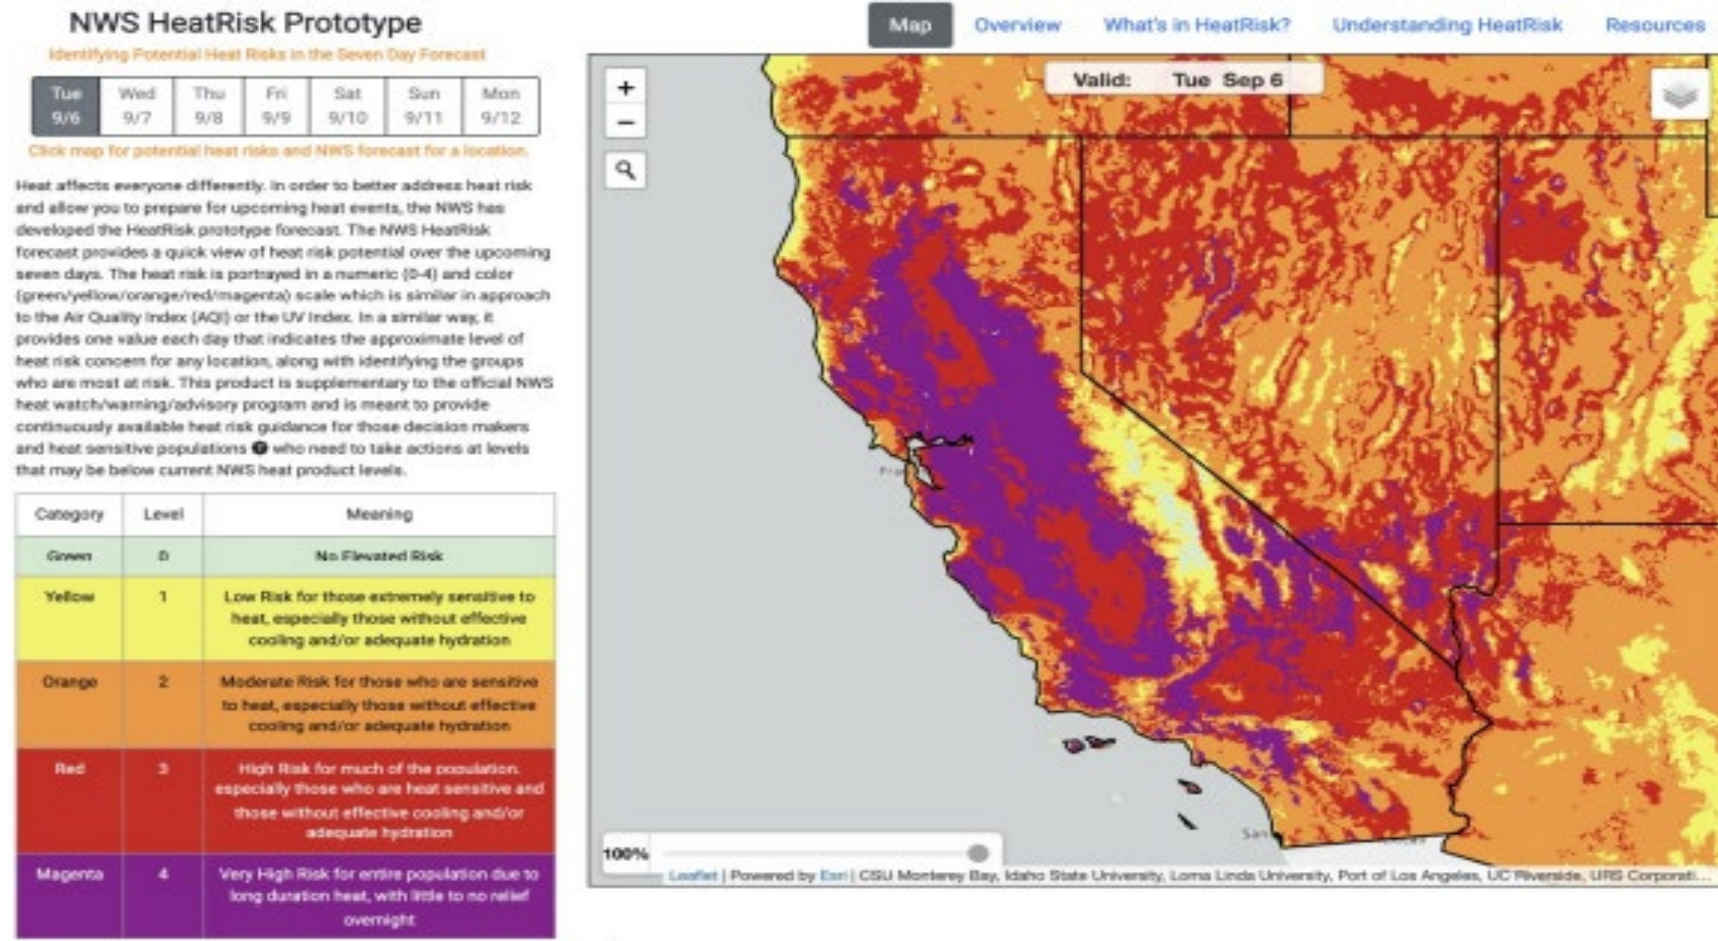 NWS HeatRisk Prototype
Identifying Potential Heat Risks in the Seven Day Forecast
Tue Wed Thu Fri Sat Sun Mon
9/6 9/7 9/8 9/9 9/10 9/11 9/12
Click map for potential heat risks and NWS forecast for a location.
Heat affects everyone differently. In order to better address heat risk
and allow you to prepare for upcoming heat events, the NWS has
developed the HeatRisk prototype forecast. The NWS HeatRisk
forecast provides a quick view of heat risk potential over the upcoming
seven days. The heat risk is portrayed in a numeric (0-4) and color
(green/yellow/orange/red/magenta) scale which is similar in approach
to the Air Quality Index (AQI) or the UV Index. In a similar way, it
provides one value each day that indicates the approximate level of
heat risk concern for any location, along with identifying the groups
who are most at risk. This product is supplementary to the official NWS
heat watch/warning/advisory program and is meant to provide
continuously available heat risk guidance for those decision makers
and heat sensitive populations ? who need to take actions at levels
that may be below current NWS heat product levels.
Category Level Meaning
Green 0 No Elevated Risk
Yellow 1 Low Risk for those extremely sensitive to
heat, especially those without effective
cooling and/or adequate hydration
Orange 2 Moderate Risk for those who are sensitive
to heat, especially those without effective
cooling and/or adequate hydration
Red 3 High Risk for much of the population,
especially those who are heat sensitive and
those without effective cooling and/or
adequate hydration
Magenta 4 Very High Risk for entire population due to
long duration heat, with little to no relief
overnight
Map Overview What's in HeatRisk? Understanding HeatRisk Resources
+
−
Valid: Tue Sep 6
San
100%
Leaflet | Powered by Esri | CSU Monterey Bay, Idaho State University, Loma Linda University, Port of Los Angeles, UC Riverside, URS Corporati...